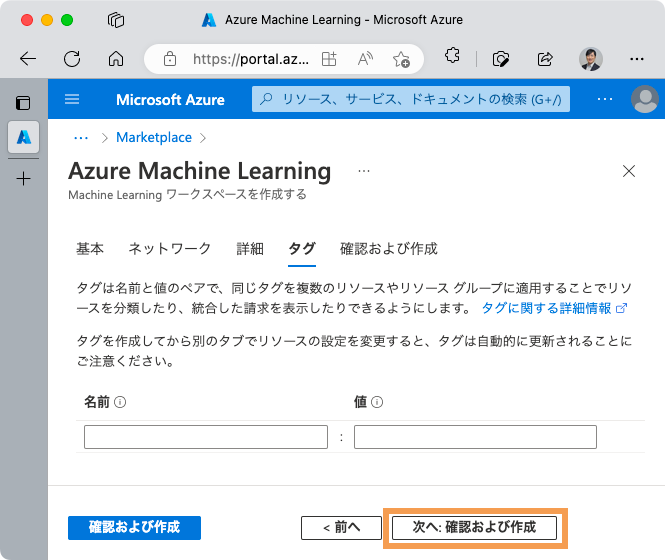 Azure Machine Learning - Microsoft Azure
https://portal.az...
Microsoft Azure
リソース、サービス、ドキュメントの検索 (G+/)
...
... > Marketplace >
Azure Machine Learning ...
Machine Learning ワークスペースを作成する
基本 ネットワーク 詳細 タグ 確認および作成
タグは名前と値のペアで、同じタグを複数のリソースやリソース グループに適用することでリソ
ースを分類したり、統合した請求を表示したりできるようにします。 タグに関する詳細情報
タグを作成してから別のタブでリソースの設定を変更すると、タグは自動的に更新されることに
ご注意ください。
名前 値
:
確認および作成 < 前へ 次へ: 確認および作成